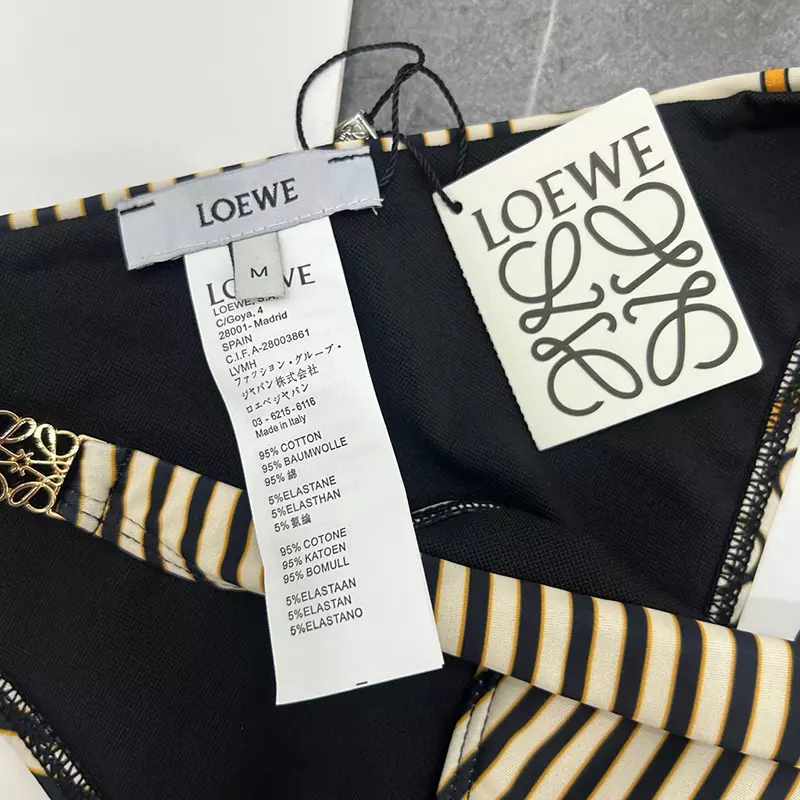 LOEWE
M
LOEWE, S.A.
C/Goya, 4
28001- Madrid
SPAIN
C.I.F. A-28003861
LVMH
ファッション・グループ・
ジャパン株式会社
ロエベジャパン
03 - 6215-6116
Made in Italy
95% COTTON
95% BAUMWOLLE
95% 綿
5%ELASTANE
5%ELASTHAN
5%氨綸
95% COTONE
95% KATOEN
95% BOMULL
5%ELASTAAN
5%ELASTAN
5%ELASTANO
LOEWE